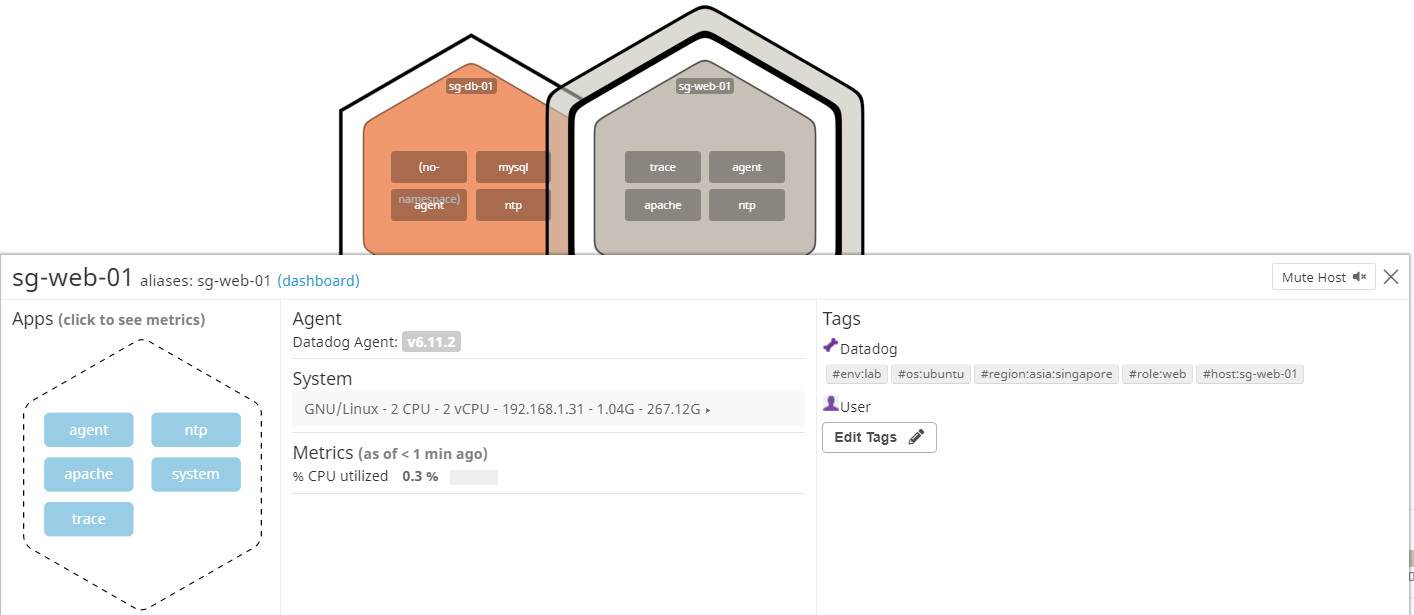 sg-db-01
(no-
namespace)
mysql
agent
ntp
sg-web-01
trace
agent
apache
ntp
sg-web-01 aliases: sg-web-01 (dashboard)
Mute Host
Apps (click to see metrics)
agent
ntp
apache
system
trace
Agent
Datadog Agent: v6.11.2
System
GNU/Linux - 2 CPU - 2 vCPU - 192.168.1.31 - 1.04G - 267.12G ▸
Metrics (as of < 1 min ago)
% CPU utilized 0.3 %
Tags
Datadog
#env:lab #os:ubuntu #region:asia:singapore #role:web #host:sg-web-01
User
Edit Tags